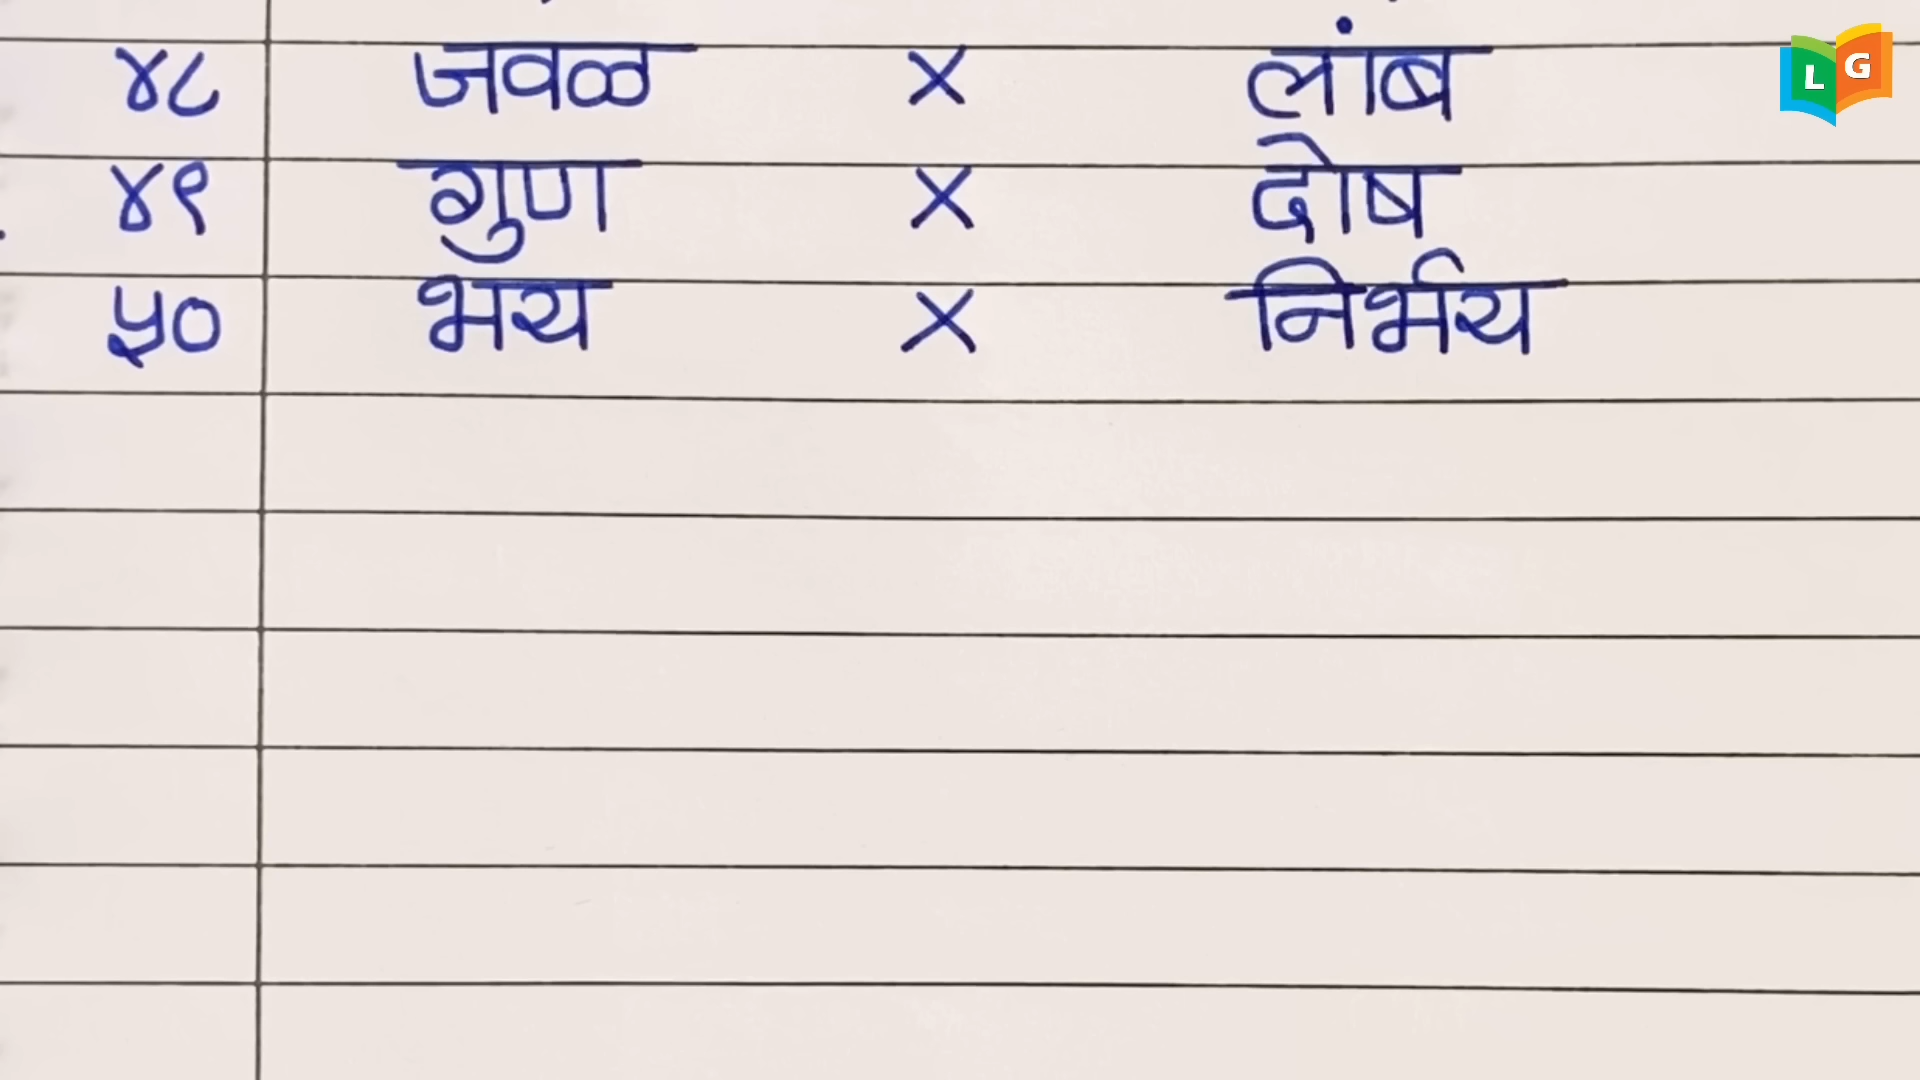 ४८ जवळ × लांब
४९ गुण × दोष
५० भय × निर्भय
L G